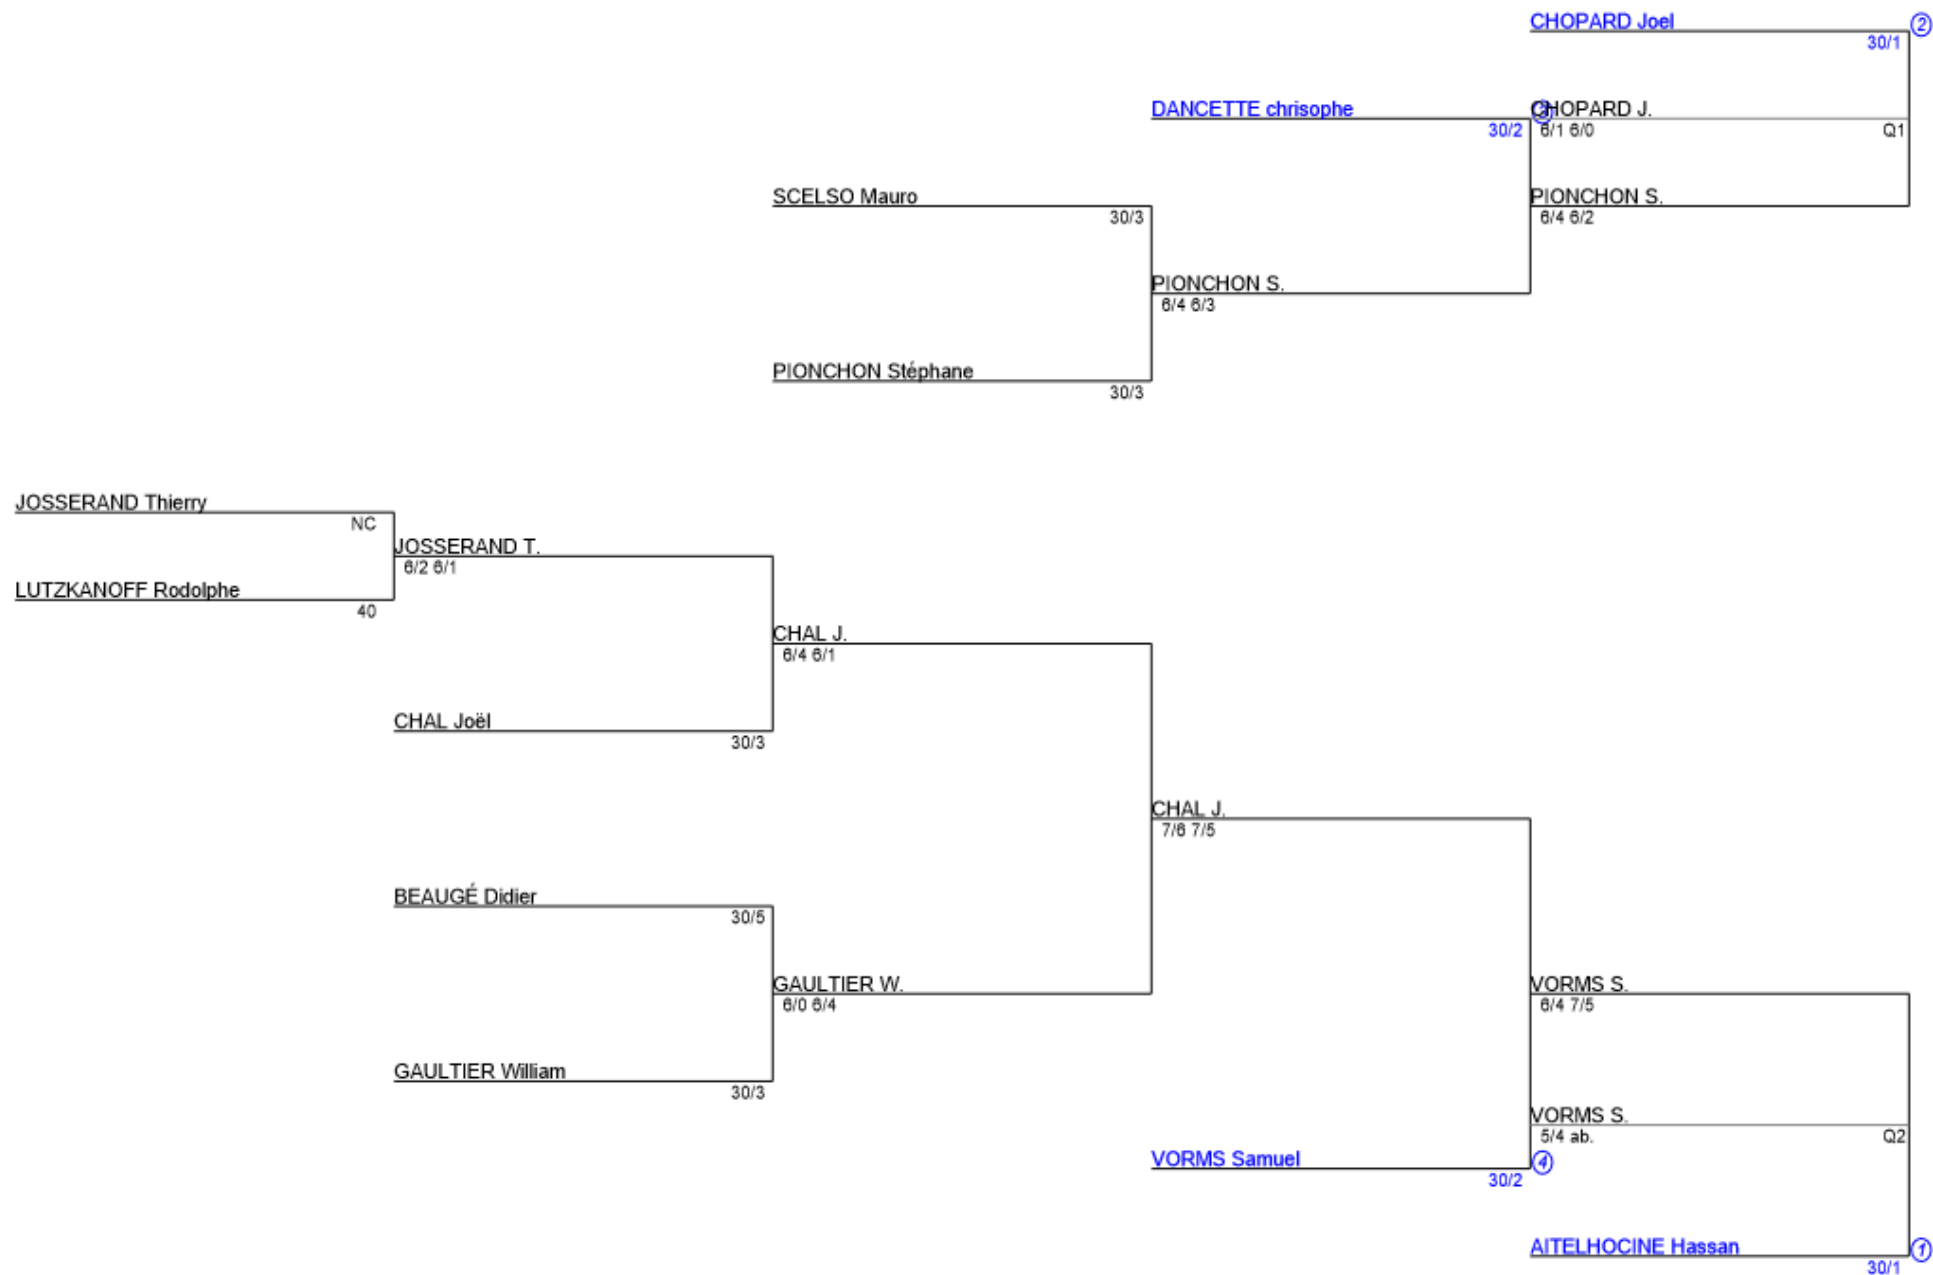 CHOPARD Joel
2
30/1
DANCETTE chrisophe
30/2
CHOPARD J.
6/1 6/0
Q1
SCELSO Mauro
30/3
PIONCHON S.
6/4 6/2
PIONCHON S.
6/4 6/3
PIONCHON Stéphane
30/3
JOSSERAND Thierry
NC
JOSSERAND T.
6/2 6/1
LUTZKANOFF Rodolphe
40
CHAL J.
6/4 6/1
CHAL Joël
30/3
CHAL J.
7/6 7/5
BEAUGÉ Didier
30/5
GAULTIER W.
6/0 6/4
VORMS S.
6/4 7/5
GAULTIER William
30/3
VORMS S.
5/4 ab.
Q2
VORMS Samuel
4
30/2
AITELHOCINE Hassan
1
30/1